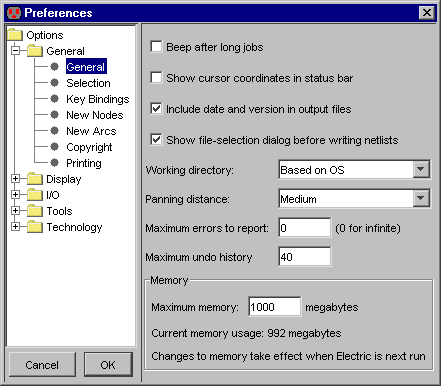 Preferences
Options
General
General
Selection
Key Bindings
New Nodes
New Arcs
Copyright
Printing
Display
I/O
Tools
Technology
Cancel
OK
Beep after long jobs
Show cursor coordinates in status bar
Include date and version in output files
Show file-selection dialog before writing netlists
Working directory: Based on OS
Panning distance: Medium
Maximum errors to report: 0 (0 for infinite)
Maximum undo history 40
Memory
Maximum memory: 1000 megabytes
Current memory usage: 992 megabytes
Changes to memory take effect when Electric is next run